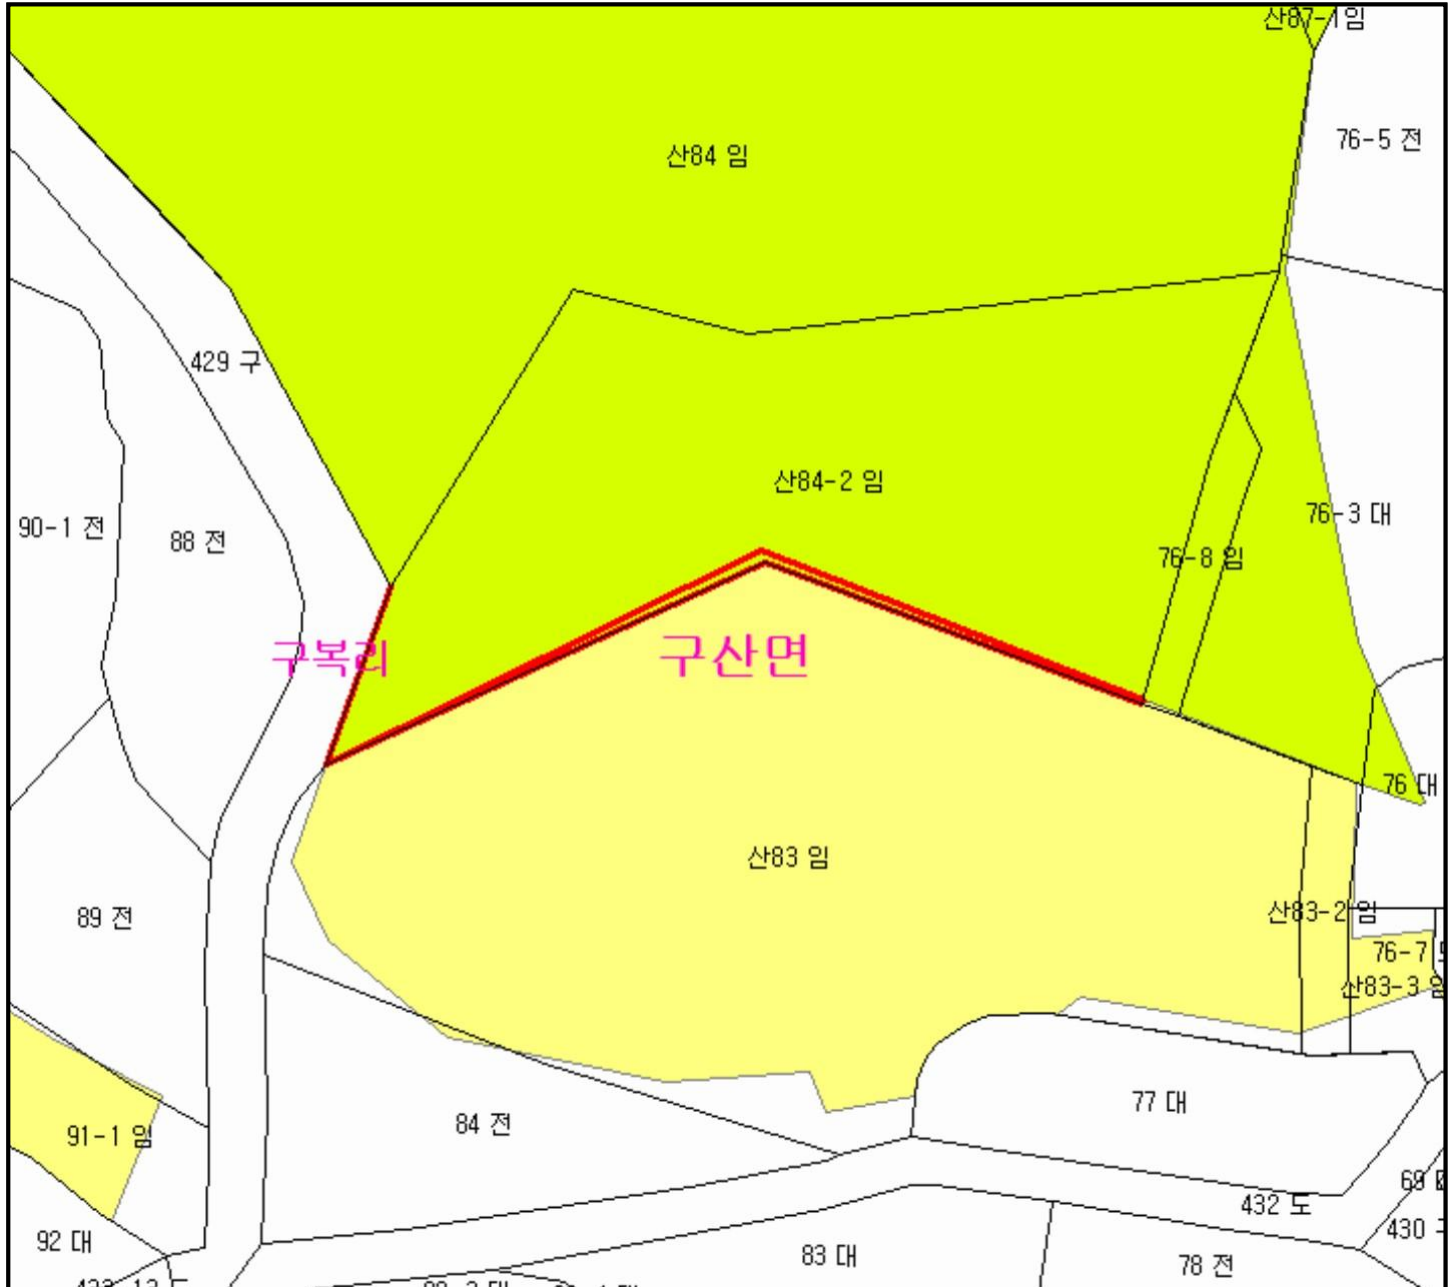 산87-1임
76-5 전
산84 임
429 구
산84-2 임
90-1 전
88 전
76-3 대
76-8 임
구복리
구산면
76 대
산83 임
89 전
산83-2 임
76-7
산83-3 임
77 대
84 전
91-1 임
69
432 도
430
92 대
83 대
78 전